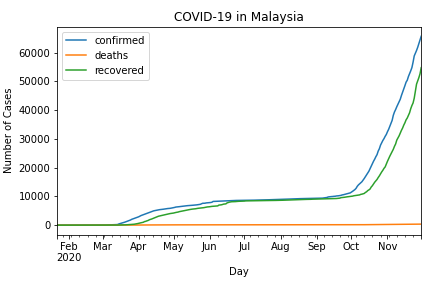 COVID-19 in Malaysia
confirmed
deaths
recovered
Number of Cases
60000
50000
40000
30000
20000
10000
0
Feb Mar Apr May Jun Jul Aug Sep Oct Nov
2020
Day